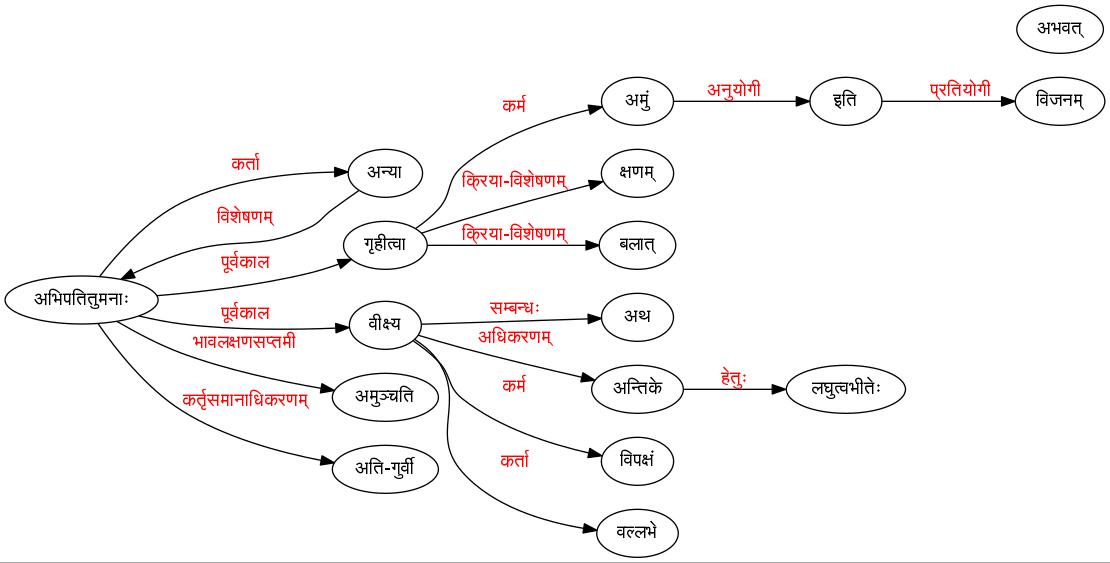 अभवत्
कर्म
अमुं
अनुयोगी
इति
प्रतियोगी
विजनम्
कर्ता
अन्या
क्रिया-विशेषणम्
क्षणम्
विशेषणम्
पूर्वकाल
गृहीत्वा
क्रिया-विशेषणम्
बलात्
अभिपतितुमनाः
पूर्वकाल
वीक्ष्य
सम्बन्धः
अथ
भावलक्षणसप्तमी
अधिकरणम्
अमुञ्चति
अन्तिके
हेतुः
लघुत्वभीतेः
कर्तृसमानाधिकरणम्
कर्म
अति-गुर्वी
विपक्षं
कर्ता
वल्लभे